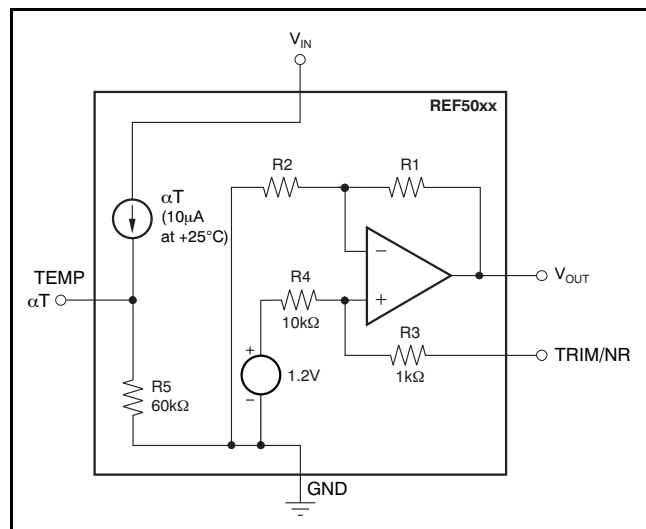 V_IN
REF50xx
R2
R1
αT
(10µA
at +25°C)
−
TEMP
αT
R4
10kΩ
+
V_OUT
R3
1kΩ
TRIM/NR
+
1.2V
−
R5
60kΩ
GND